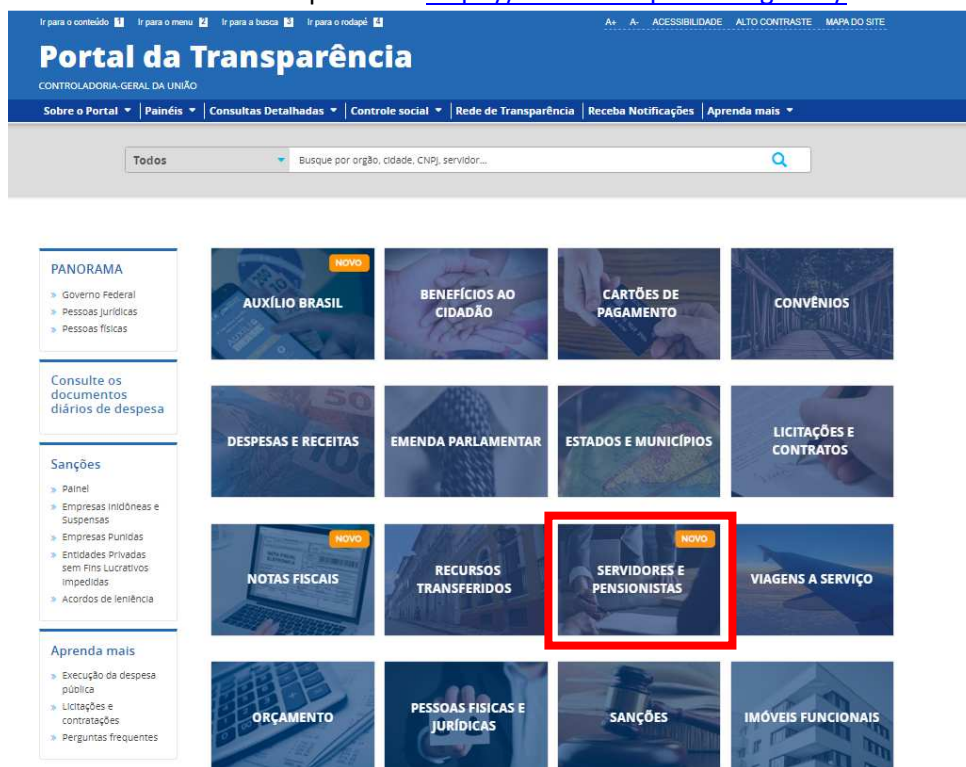 Ir para o conteúdo 1 Ir para o menu 2 Ir para a busca 3 Ir para o rodapé 4
A+ A- ACESSIBILIDADE ALTO CONTRASTE MAPA DO SITE
Portal da Transparência
CONTROLADORIA-GERAL DA UNIÃO
Sobre o Portal Painéis Consultas Detalhadas Controle social Rede de Transparência Receba Notificações Aprenda mais
Todos
Busque por orgão, cidade, CNPJ, servidor...
PANORAMA
» Governo Federal
» Pessoas jurídicas
» Pessoas físicas
Consulte os
documentos
diários de despesa
Sanções
» Painel
» Empresas Inidôneas e
Suspensas
» Empresas Punidas
» Entidades Privadas
sem Fins Lucrativos
Impedidas
» Acordos de leniência
Aprenda mais
» Execução da despesa
pública
» Licitações e
contratações
» Perguntas frequentes
NOVO
AUXÍLIO BRASIL
BENEFÍCIOS AO
CIDADÃO
CARTÕES DE
PAGAMENTO
CONVÊNIOS
DESPESAS E RECEITAS
EMENDA PARLAMENTAR
ESTADOS E MUNICÍPIOS
LICITAÇÕES E
CONTRATOS
NOVO
NOTAS FISCAIS
RECURSOS
TRANSFERIDOS
NOVO
SERVIDORES E
PENSIONISTAS
VIAGENS A SERVIÇO
ORÇAMENTO
PESSOAS FISICAS E
JURÍDICAS
SANÇÕES
IMÓVEIS FUNCIONAIS